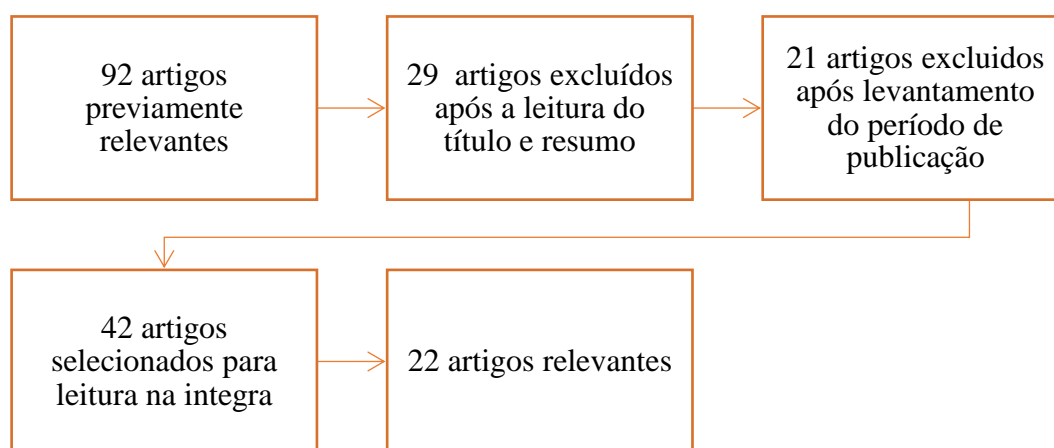 92 artigos
previamente
relevantes
29 artigos excluídos
após a leitura do
título e resumo
21 artigos excluidos
após levantamento
do período de
publicação
42 artigos
selecionados para
leitura na integra
22 artigos relevantes